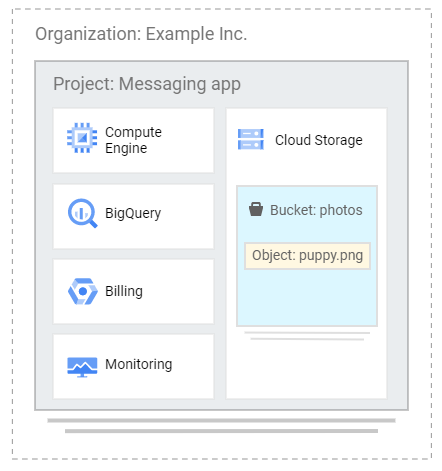 Organization: Example Inc.
Project: Messaging app
Compute
Engine
BigQuery
Billing
Monitoring
Cloud Storage
Bucket: photos
Object: puppy.png